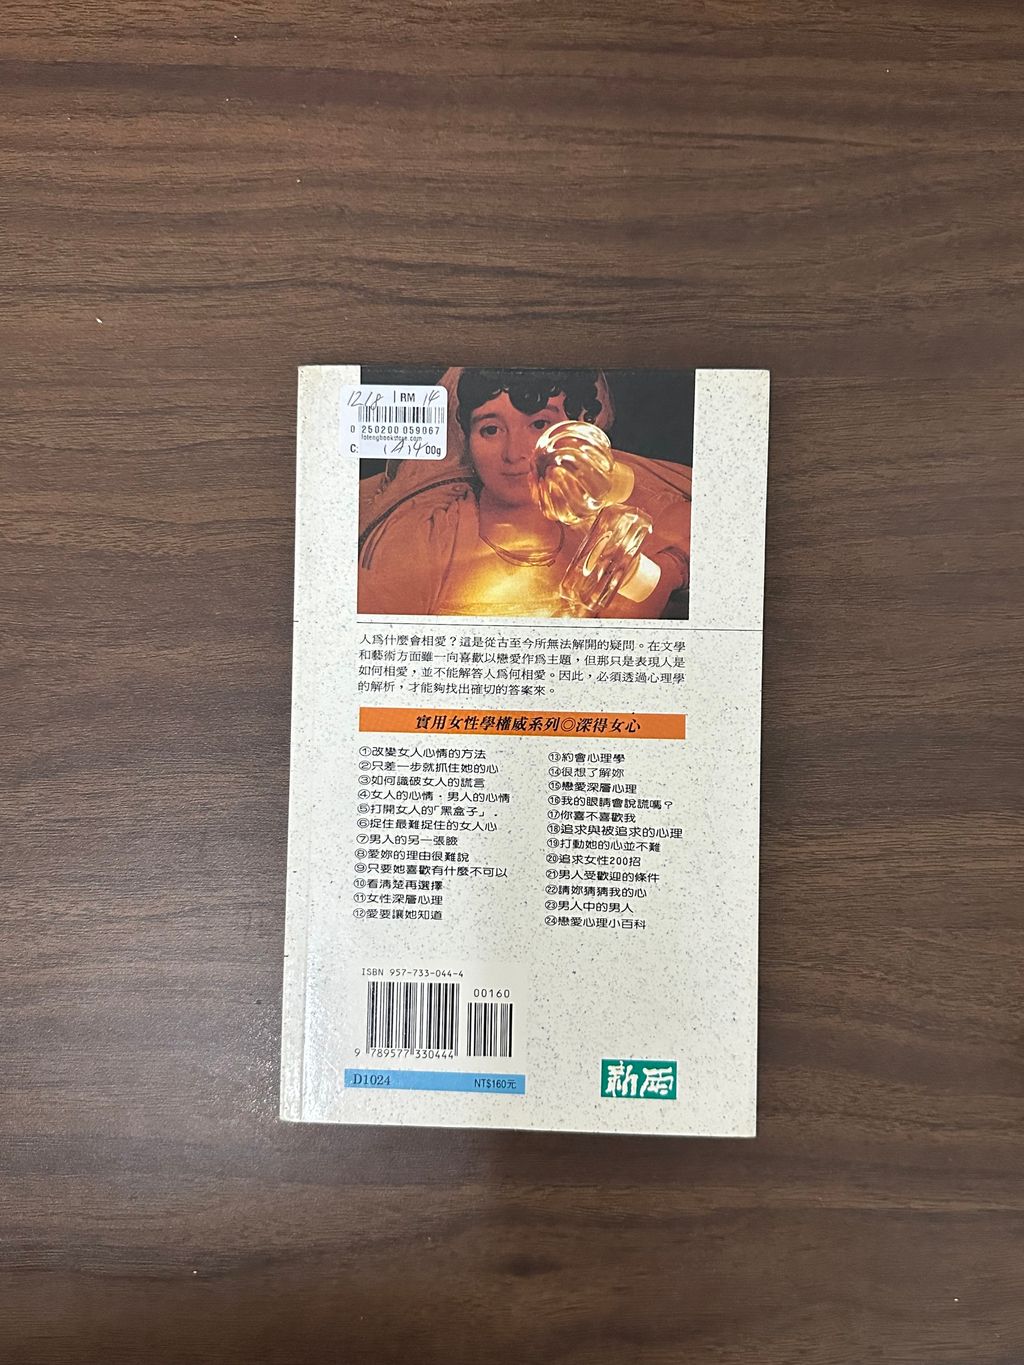 1218 | RM 14
0 250200 059067
fatengbookstore.com
C: (A) 400g
人爲什麼會相愛？這是從古至今所無法解開的疑問。在文學
和藝術方面雖一向喜歡以戀愛作爲主題，但那只是表現人是
如何相愛，並不能解答人爲何相愛。因此，必須透過心理學
的解析，才能夠找出確切的答案來。
實用女性學權威系列◎深得女心
①改變女人心情的方法
②只差一步就抓住她的心
③如何識破女人的謊言
④女人的心情．男人的心情
⑤打開女人的「黑盒子」．
⑥捉住最難捉住的女人心
⑦男人的另一張臉
⑧愛妳的理由很難說
⑨只要她喜歡有什麼不可以
⑩看清楚再選擇
⑪女性深層心理
⑫愛要讓她知道
⑬約會心理學
⑭很想了解妳
⑮戀愛深層心理
⑯我的眼睛會說謊嗎？
⑰你喜不喜歡我
⑱追求與被追求的心理
⑲打動她的心並不難
⑳追求女性200招
㉑男人受歡迎的條件
㉒請妳猜猜我的心
㉓男人中的男人
㉔戀愛心理小百科
ISBN 957-733-044-4
00160
9 789577 330444
D1024 NT$160元
新雨